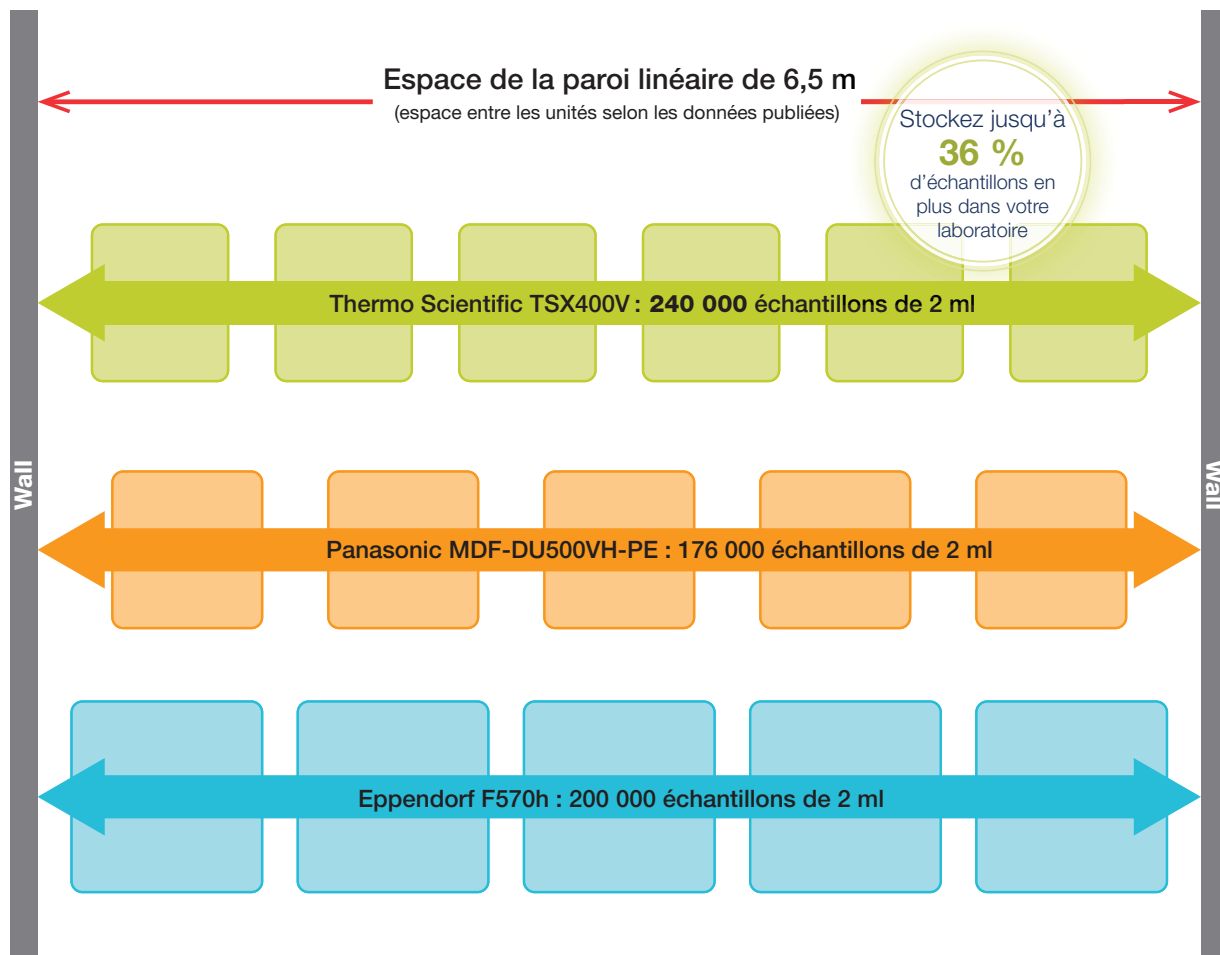 Espace de la paroi linéaire de 6,5 m
(espace entre les unités selon les données publiées)
Stockez jusqu'à
36 %
d'échantillons en
plus dans votre
laboratoire
Thermo Scientific TSX400V : 240 000 échantillons de 2 ml
Wall
Wall
Panasonic MDF-DU500VH-PE : 176 000 échantillons de 2 ml
Eppendorf F570h : 200 000 échantillons de 2 ml